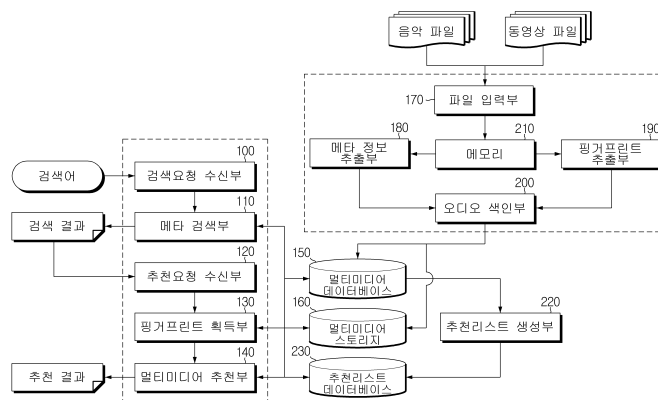 음악 파일
동영상 파일
170
파일 입력부
180
메타 정보
추출부
210
메모리
190
핑거프린트
추출부
200
오디오 색인부
검색어
100
검색요청 수신부
110
메타 검색부
검색 결과
120
추천요청 수신부
130
핑거프린트 획득부
140
멀티미디어 추천부
추천 결과
150
멀티미디어
데이터베이스
160
멀티미디어
스토리지
230
추천리스트
데이터베이스
220
추천리스트 생성부